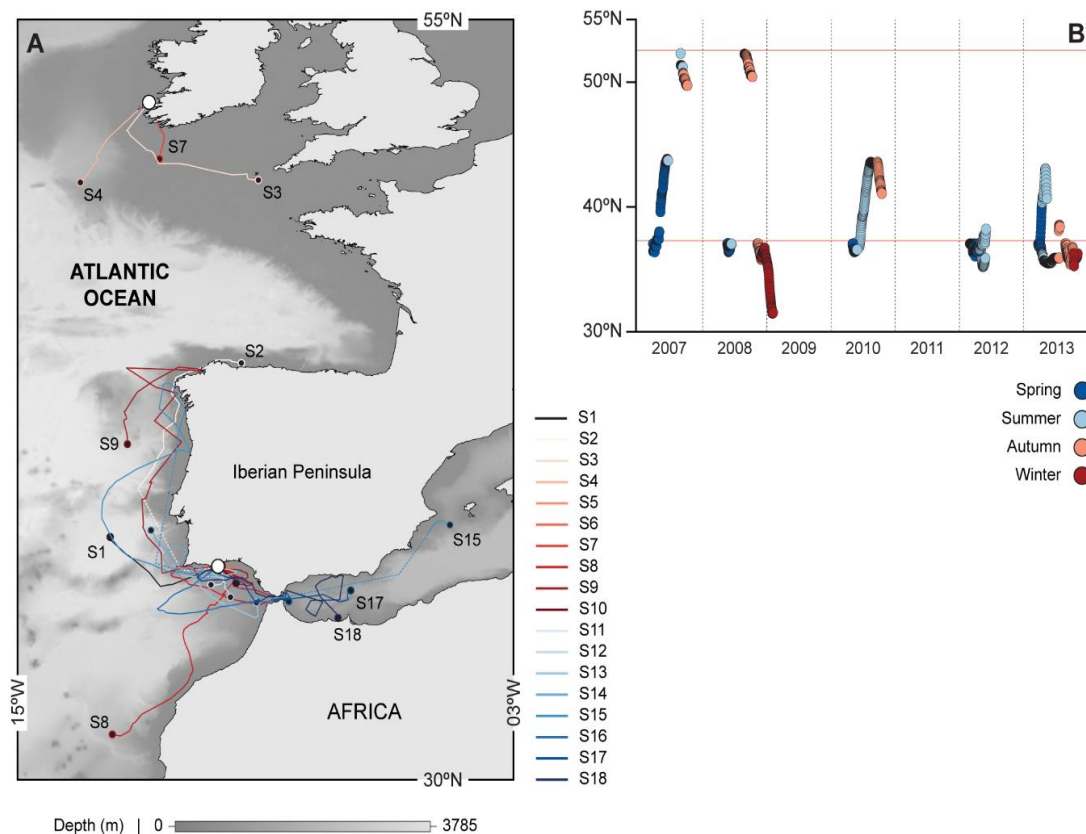 A
55ºN
S7
S4
S3
ATLANTIC
OCEAN
S2
S9
Iberian Peninsula
S1
S15
S17
S18
15ºW
03ºW
AFRICA
S8
30ºN
Depth (m) | 0 3785
S1
S2
S3
S4
S5
S6
S7
S8
S9
S10
S11
S12
S13
S14
S15
S16
S17
S18
B
55ºN
50ºN
40ºN
30ºN
2007 2008 2009 2010 2011 2012 2013
Spring
Summer
Autumn
Winter